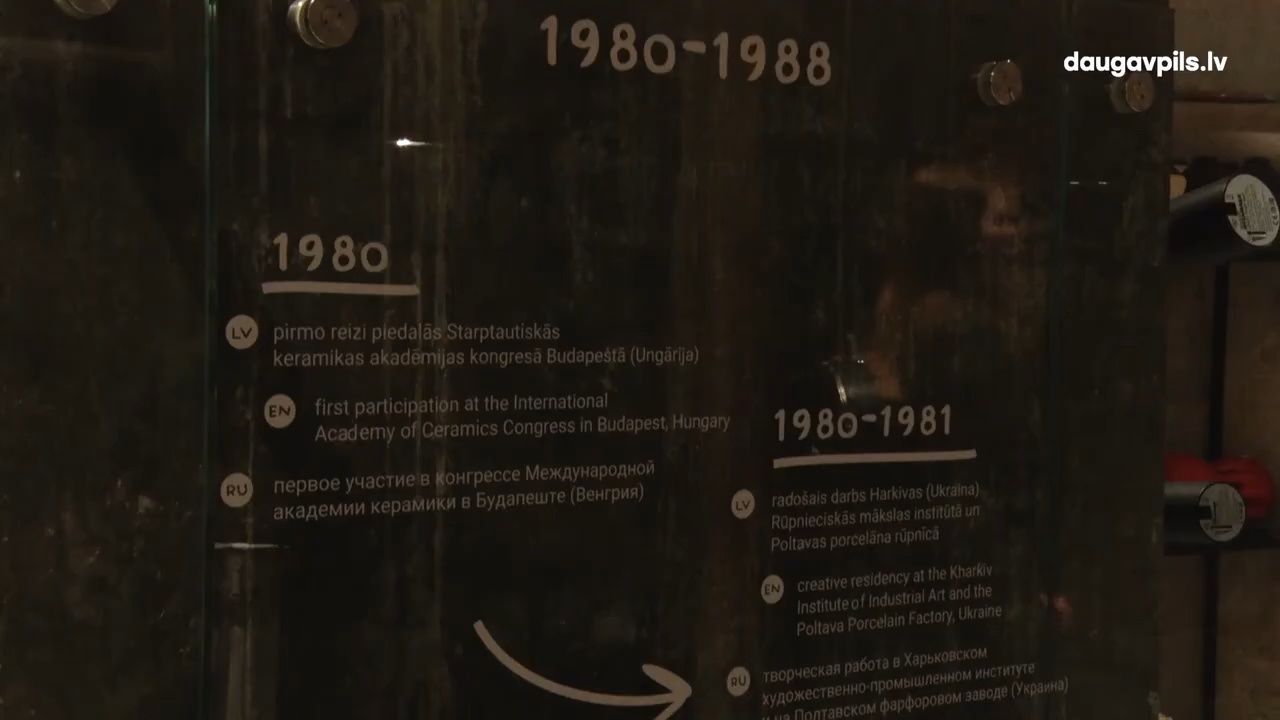 1980-1988
daugavpils.lv
1980
LV
pirmo reizi piedalās Starptautiskās
keramikas akadēmijas kongresā Budapeštā (Ungārija)
EN
first participation at the International
Academy of Ceramics Congress in Budapest, Hungary
RU
первое участие в конгрессе Международной
академии керамики в Будапеште (Венгрия)
1980-1981
LV
radošais darbs Harkivas (Ukraina)
Rūpnieciskās mākslas institūtā un
Poltavas porcelāna rūpnīcā
EN
creative residency at the Kharkiv
Institute of Industrial Art and the
Poltava Porcelain Factory, Ukraine
RU
творческая работа в Харьковском
художественно-промышленном институте
и на Полтавском фарфоровом заводе (Украина)